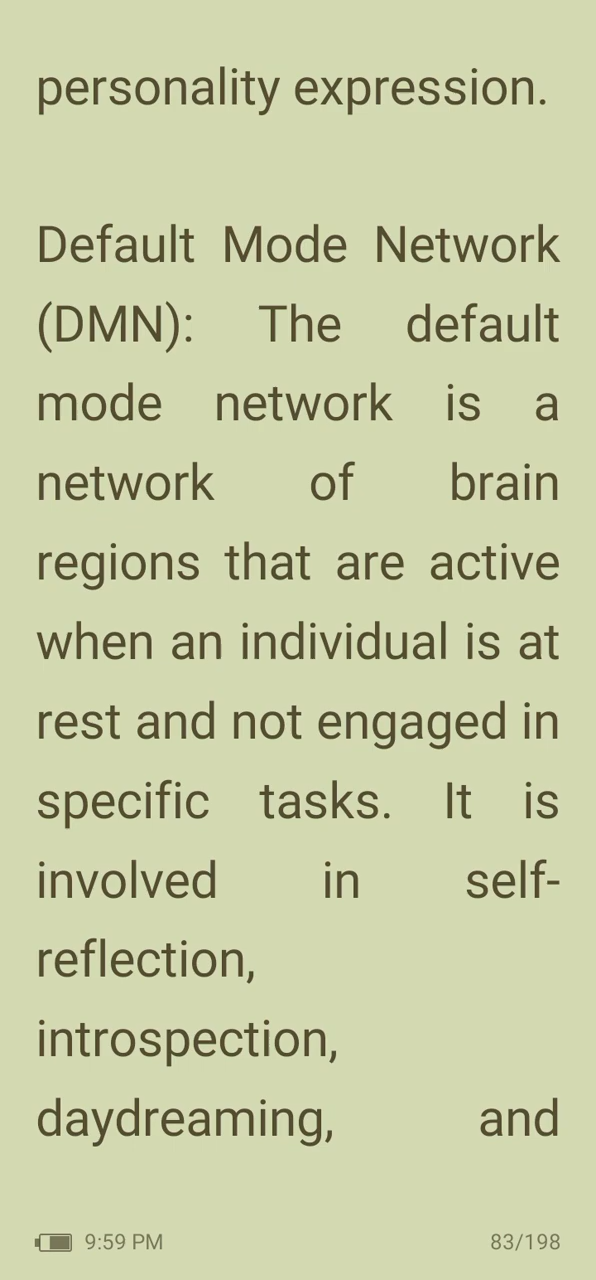 personality expression.
Default Mode Network
(DMN): The default
mode network is a
network of brain
regions that are active
when an individual is at
rest and not engaged in
specific tasks. It is
involved in self-
reflection,
introspection,
daydreaming, and
9:59 PM 83/198